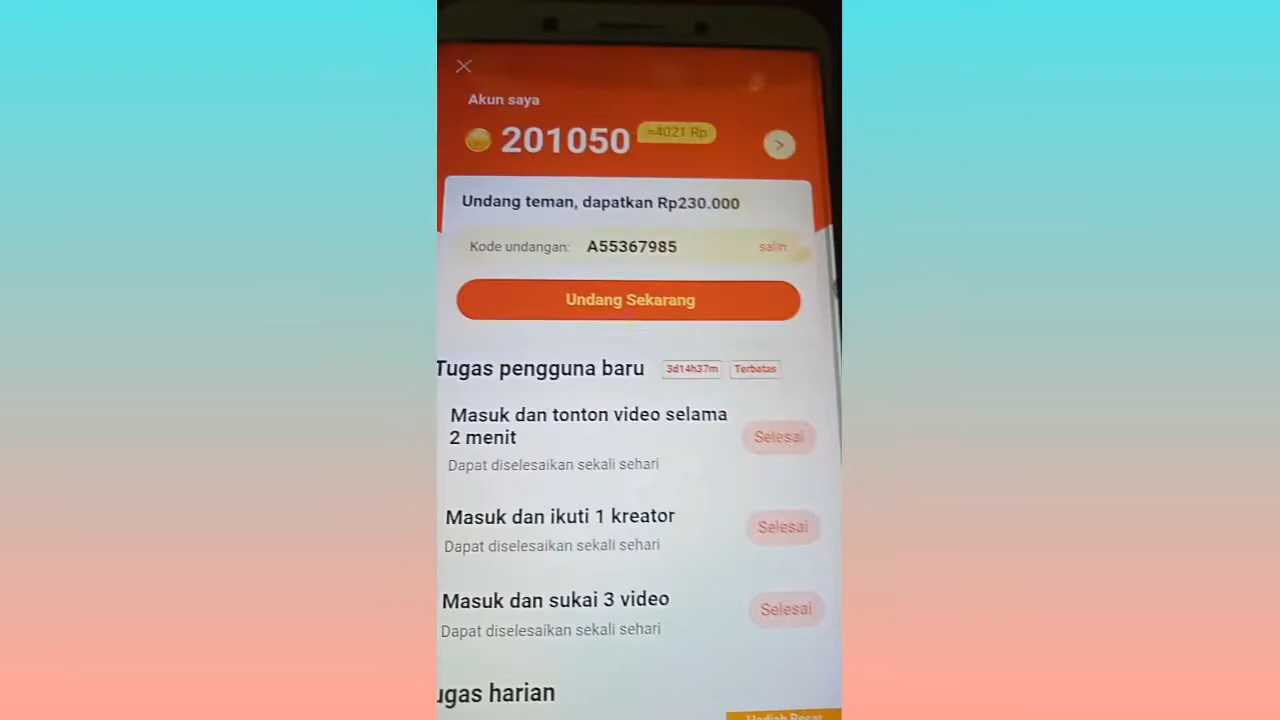 Akun saya
201050 ≈4021 Rp
Undang teman, dapatkan Rp230.000
Kode undangan: A55367985 salin
Undang Sekarang
Tugas pengguna baru 3d14h37m Terbatas
Masuk dan tonton video selama
2 menit
Selesai
Dapat diselesaikan sekali sehari
Masuk dan ikuti 1 kreator
Selesai
Dapat diselesaikan sekali sehari
Masuk dan sukai 3 video
Selesai
Dapat diselesaikan sekali sehari
ugas harian
Hadiah Besar